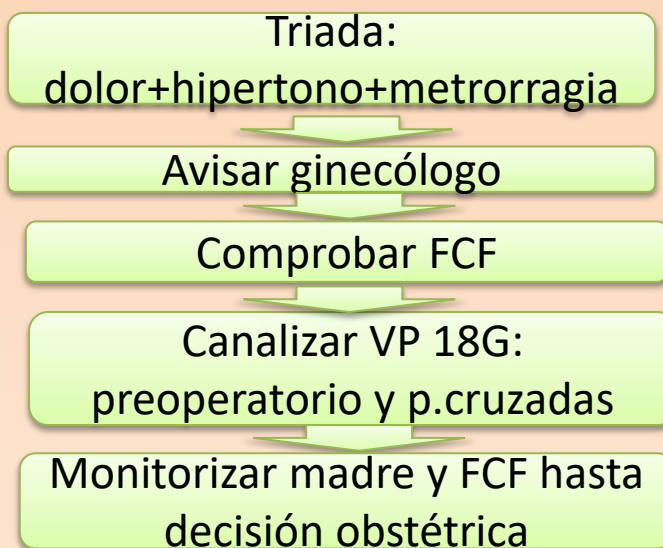 Triada:
dolor+hipertono+metrorragia
Avisar ginecólogo
Comprobar FCF
Canalizar VP 18G:
preoperatorio y p.cruzadas
Monitorizar madre y FCF hasta
decisión obstétrica